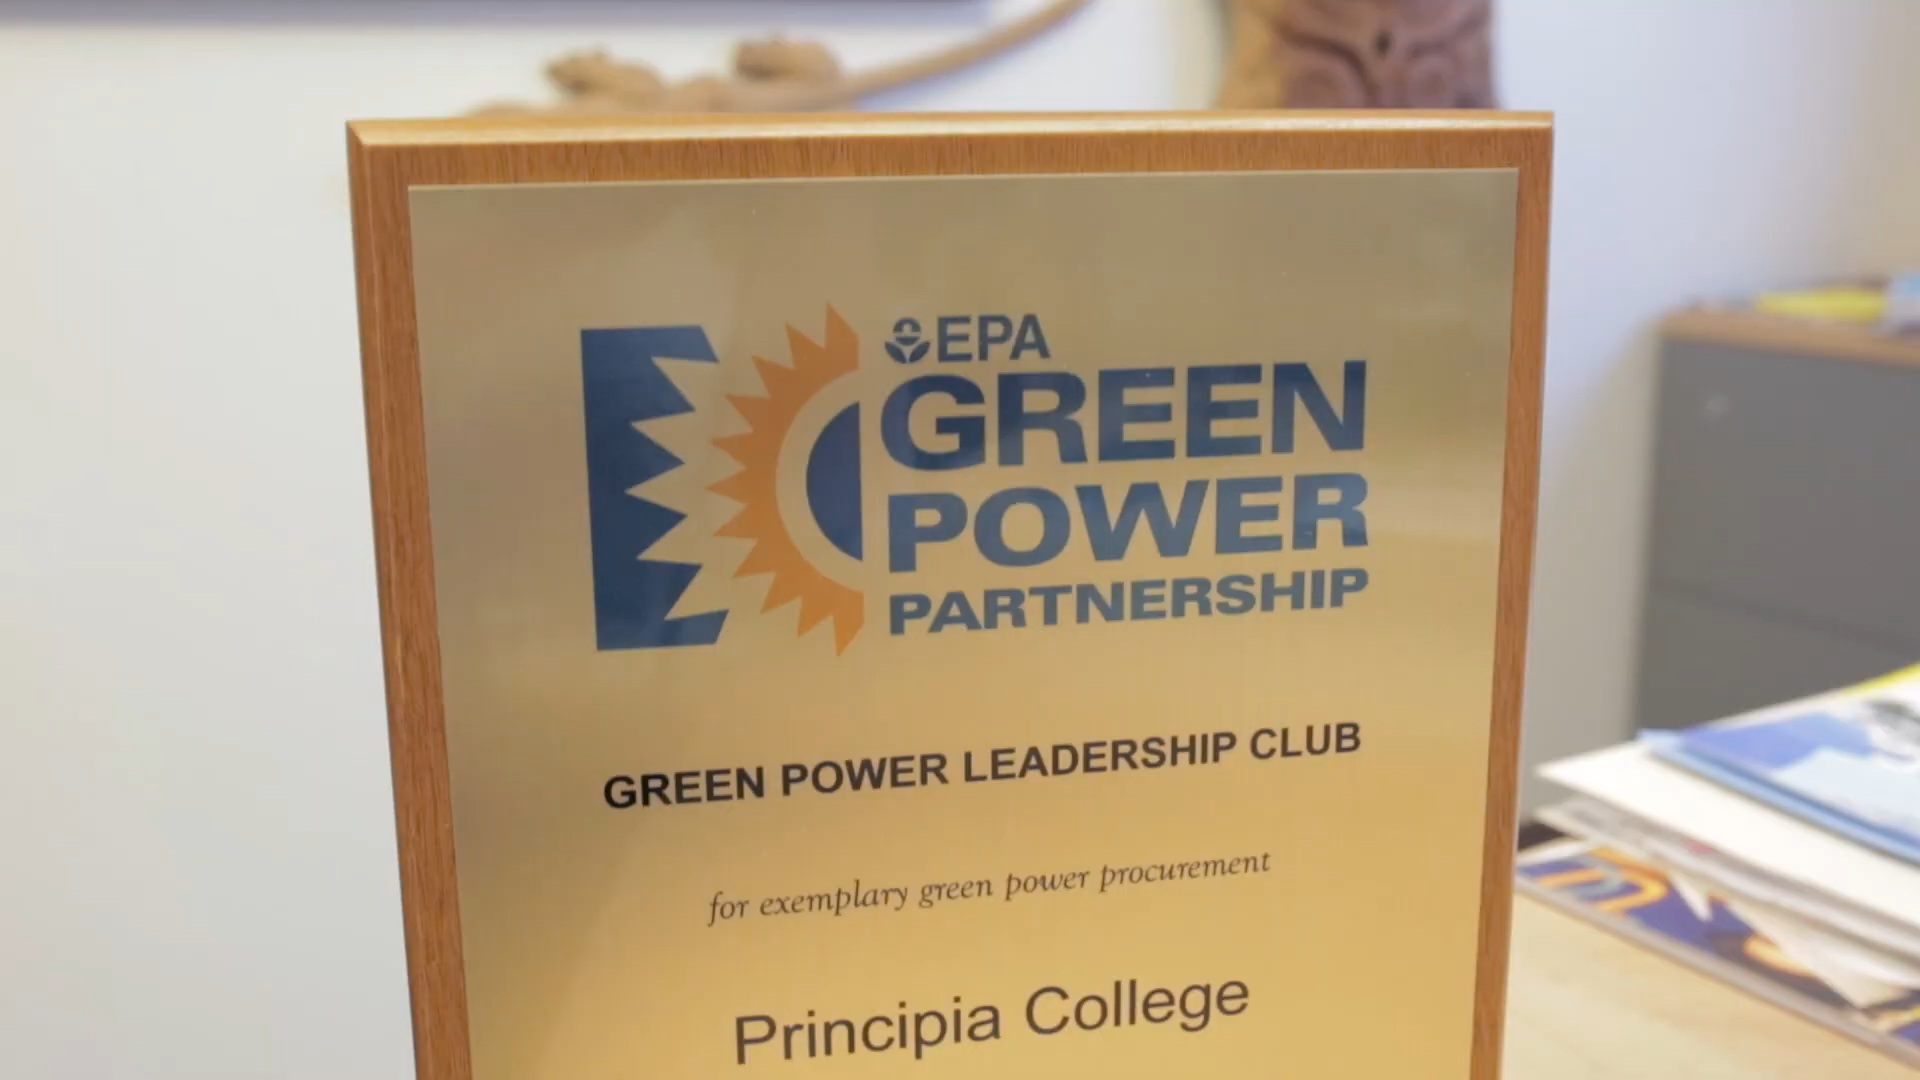 EPA
GREEN
POWER
PARTNERSHIP
GREEN POWER LEADERSHIP CLUB
for exemplary green power procurement
Principia College